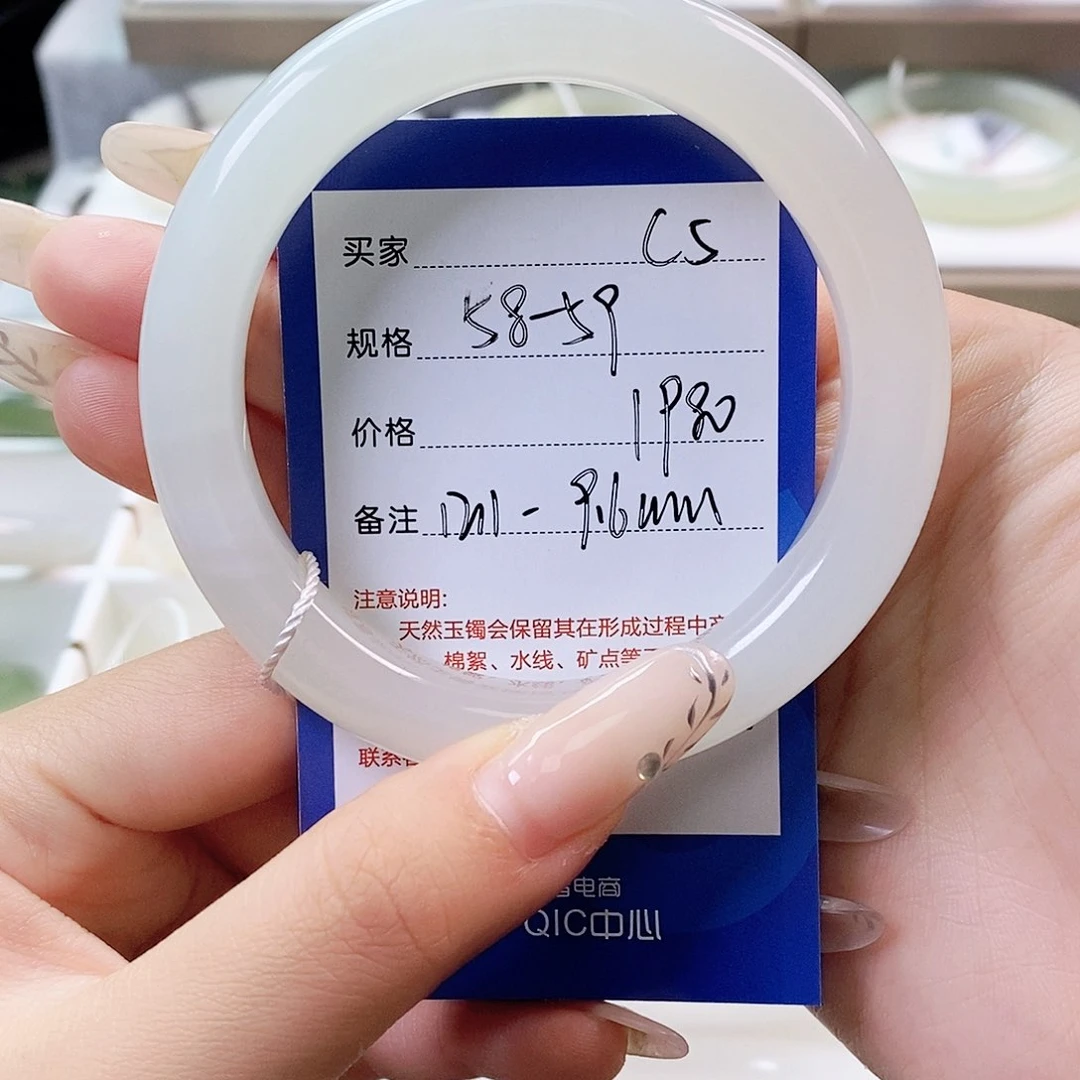 买家 CS
规格 58-59
价格 1980
备注 - 9.6mm
注意说明:
天然玉镯会保留其在形成过程中
棉絮、水线、矿点等
联系
电商
QIC中心